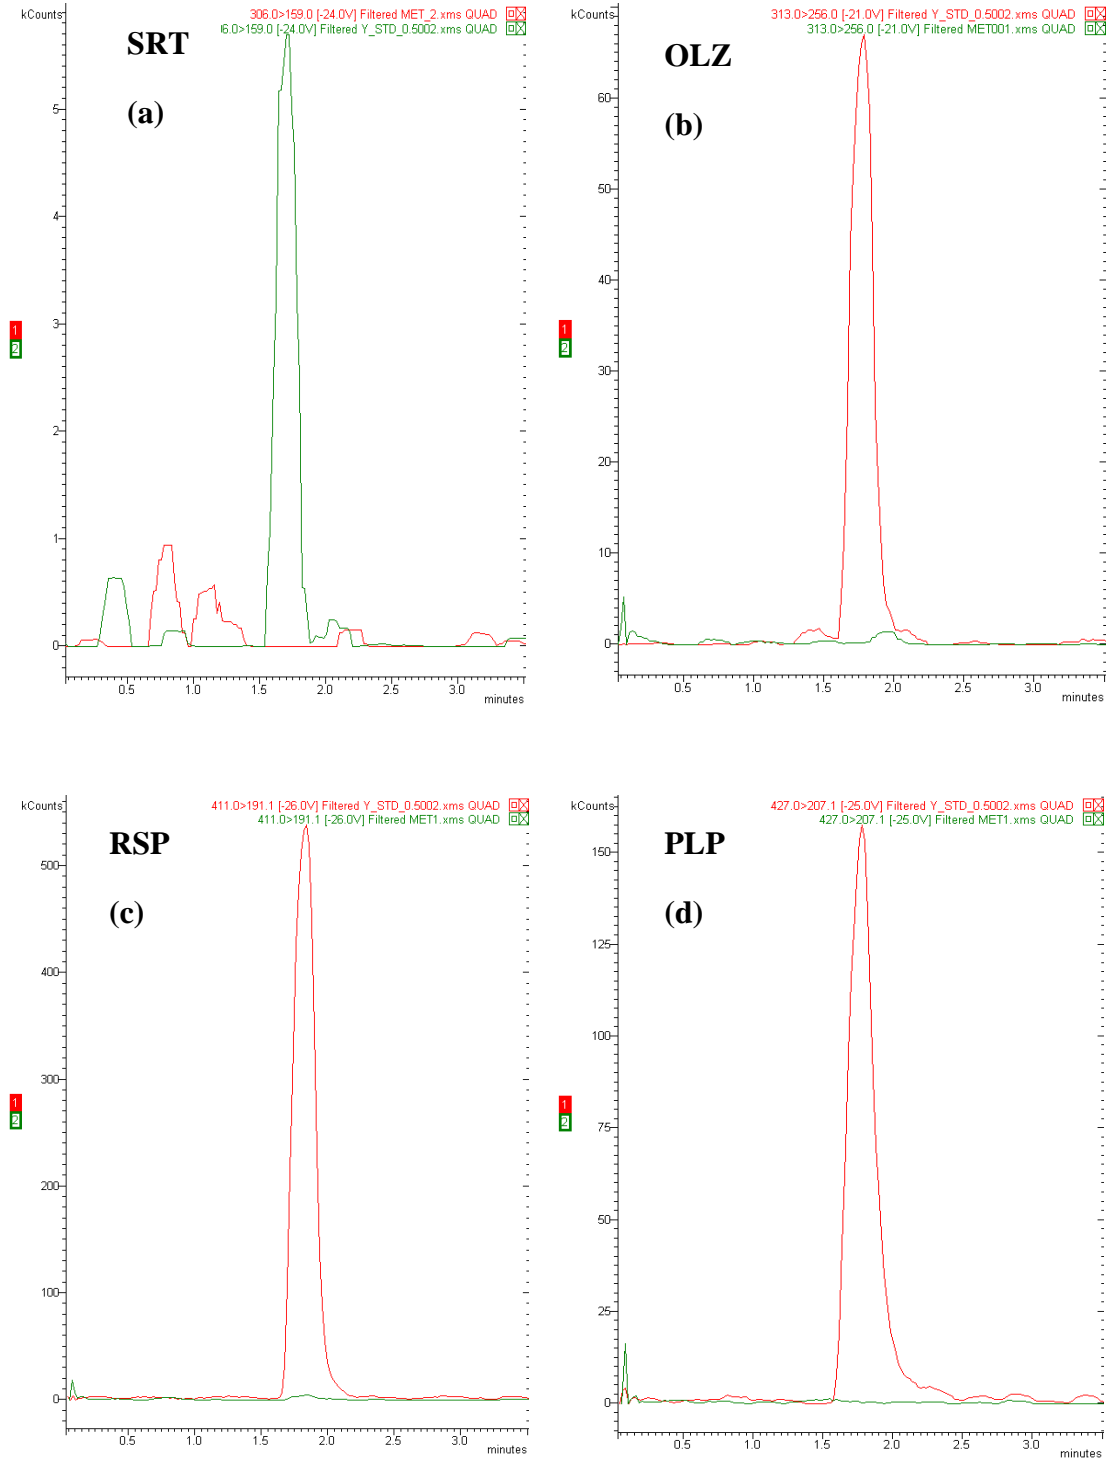 kCounts
306.0>159.0 [-24.0V] Filtered MET_2.xms QUAD
6.0>159.0 [-24.0V] Filtered Y_STD_0.5002.xms QUAD
SRT
(a)
5
4
3
2
1
0
1
2
0.5 1.0 1.5 2.0 2.5 3.0
minutes
kCounts
313.0>256.0 [-21.0V] Filtered Y_STD_0.5002.xms QUAD
313.0>256.0 [-21.0V] Filtered MET001.xms QUAD
OLZ
(b)
60
50
40
30
20
10
0
1
2
0.5 1.0 1.5 2.0 2.5 3.0
minutes
kCounts
411.0>191.1 [-26.0V] Filtered Y_STD_0.5002.xms QUAD
411.0>191.1 [-26.0V] Filtered MET1.xms QUAD
RSP
(c)
500
400
300
200
100
0
1
2
0.5 1.0 1.5 2.0 2.5 3.0
minutes
kCounts
427.0>207.1 [-25.0V] Filtered Y_STD_0.5002.xms QUAD
427.0>207.1 [-25.0V] Filtered MET1.xms QUAD
PLP
(d)
150
125
100
75
50
25
0
1
2
0.5 1.0 1.5 2.0 2.5 3.0
minutes